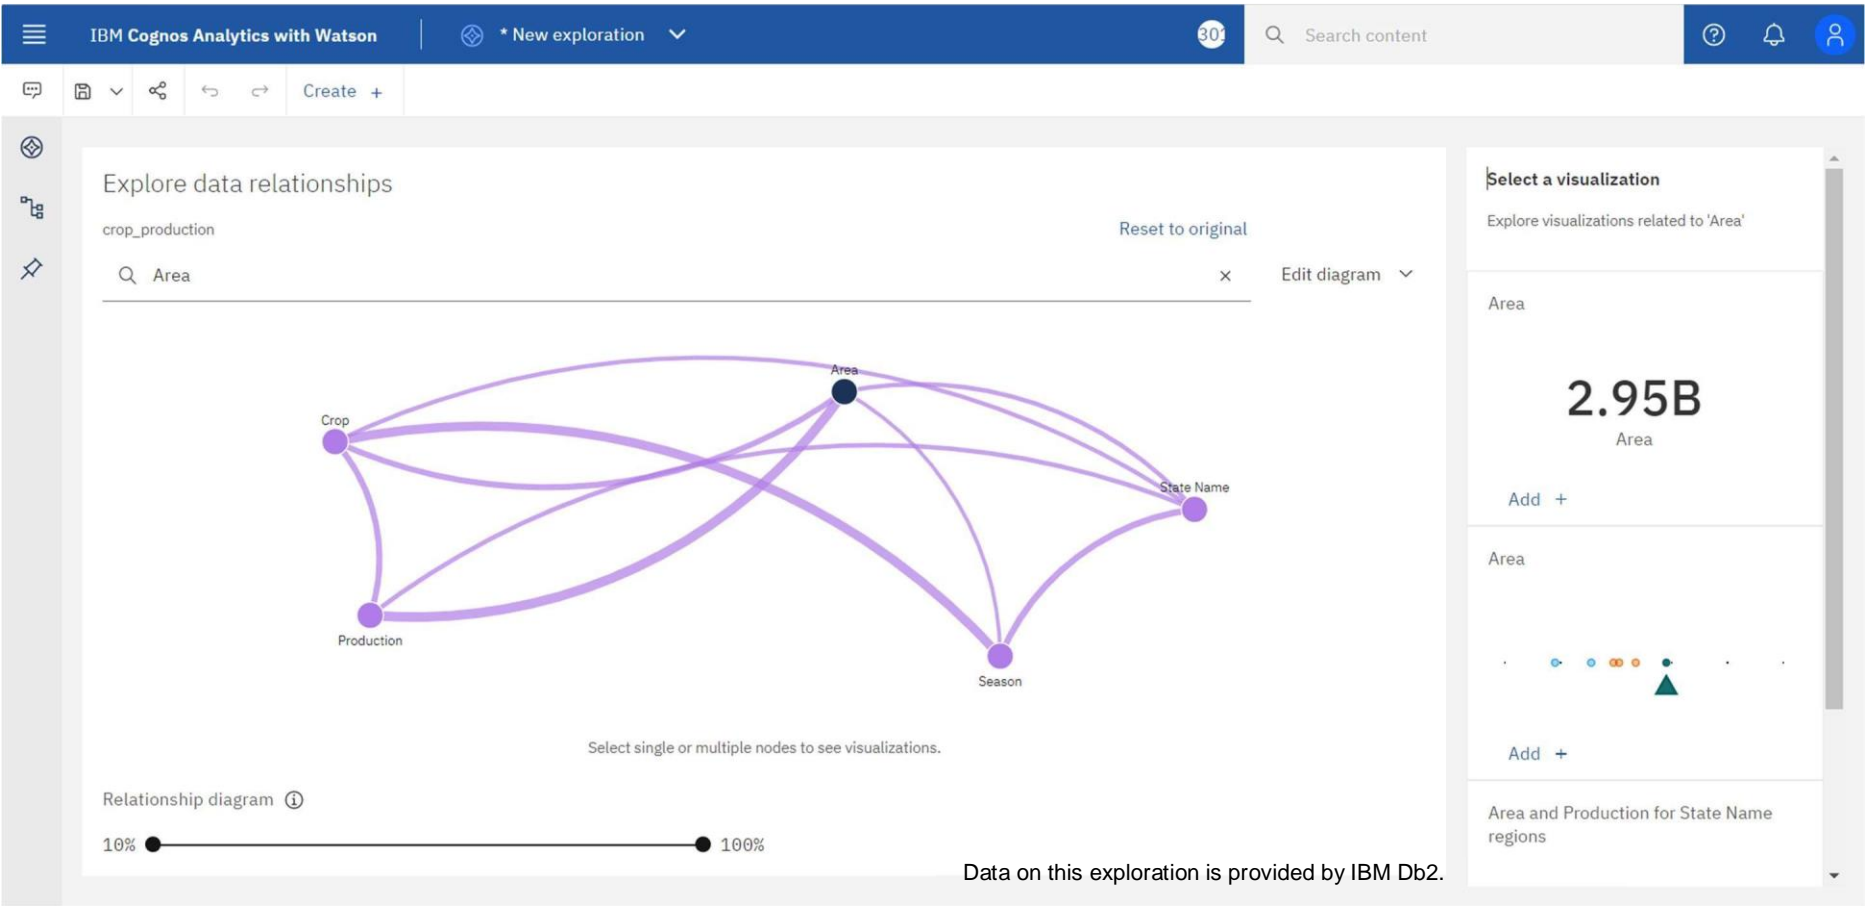 IBM Cognos Analytics with Watson
* New exploration
Search content
Create +
Explore data relationships
crop_production
Reset to original
Area
Edit diagram
Area
Crop
State Name
Production
Season
Select single or multiple nodes to see visualizations.
Relationship diagram
10%
100%
Data on this exploration is provided by IBM Db2.
Select a visualization
Explore visualizations related to 'Area'
Area
2.95B
Area
Add +
Area
Add +
Area and Production for State Name
regions